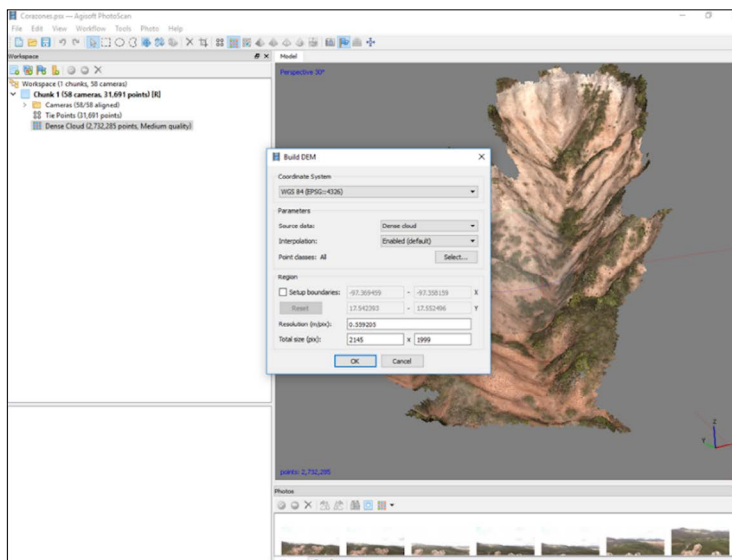 Corazones.psx — Agisoft PhotoScan
File Edit View Workflow Tools Photo Help
Workspace
Model
Workspace (1 chunks, 58 cameras)
Chunk 1 (58 cameras, 31,691 points) [R]
Cameras (58/58 aligned)
Tie Points (31,691 points)
Dense Cloud (2,732,285 points, Medium quality)
Perspective 30°
Build DEM
Coordinate System
WGS 84 (EPSG::4326)
Parameters
Source data: Dense cloud
Interpolation: Enabled (default)
Point classes: All Select...
Region
Setup boundaries: -97.369459 - -97.358159 X
Reset 17.542393 - 17.552496 Y
Resolution (m/pix): 0.559203
Total size (pix): 2145 x 1999
OK Cancel
Z
Y
points: 2,732,285
Photos